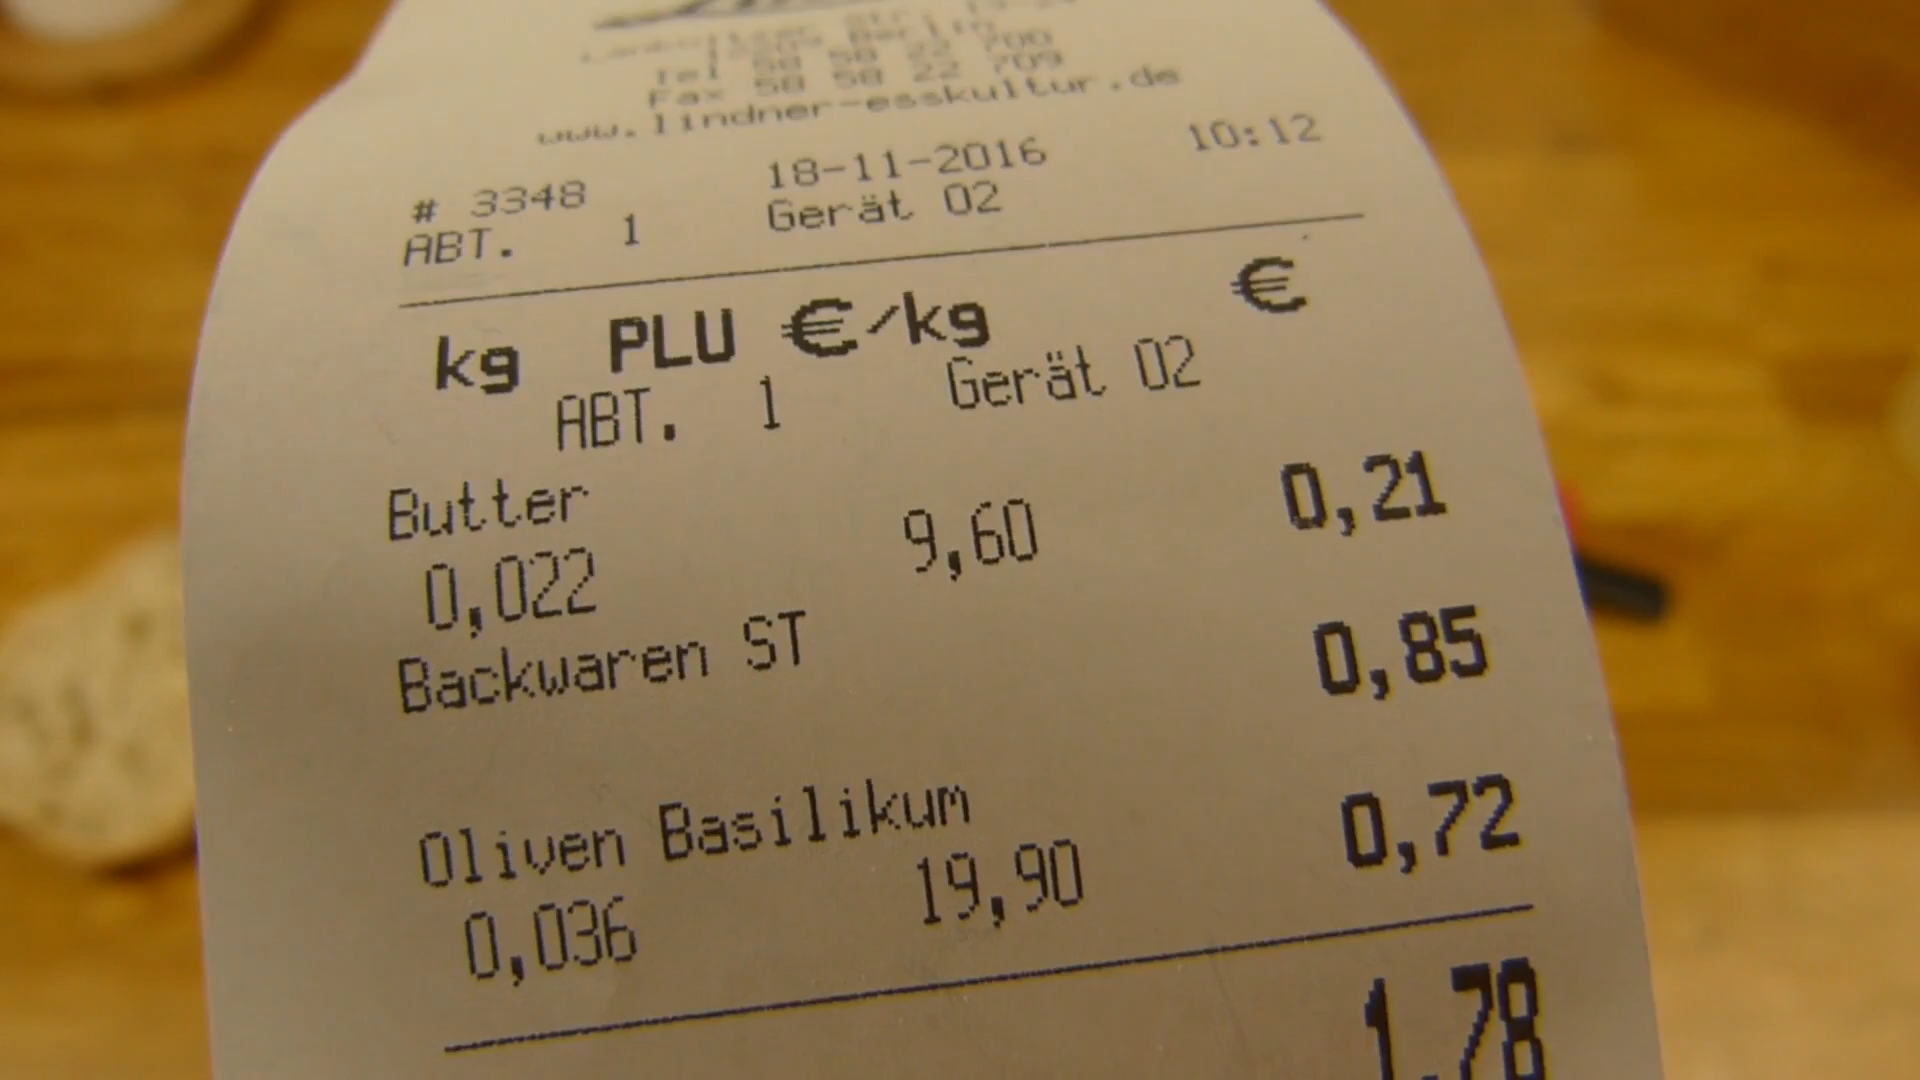 Berlin
Tel 58 58 22 700
Fax 58 58 22 709
www.lindner-esskultur.de
# 3348 18-11-2016 10:12
ABT. 1 Gerät 02
kg PLU €/kg €
ABT. 1 Gerät 02
Butter 0,21
0,022 9,60
Backwaren ST 0,85
Oliven Basilikum 0,72
0,036 19,90
1,78